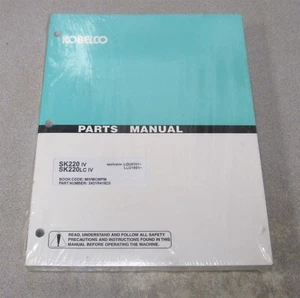 KOBELCO
PARTS MANUAL
SK220 IV
SK220LC IV
READ, UNDERSTAND AND FOLLOW ALL SAFETY
PRECAUTIONS AND INSTRUCTIONS FOUND IN THIS
MANUAL BEFORE OPERATING THE MACHINE.